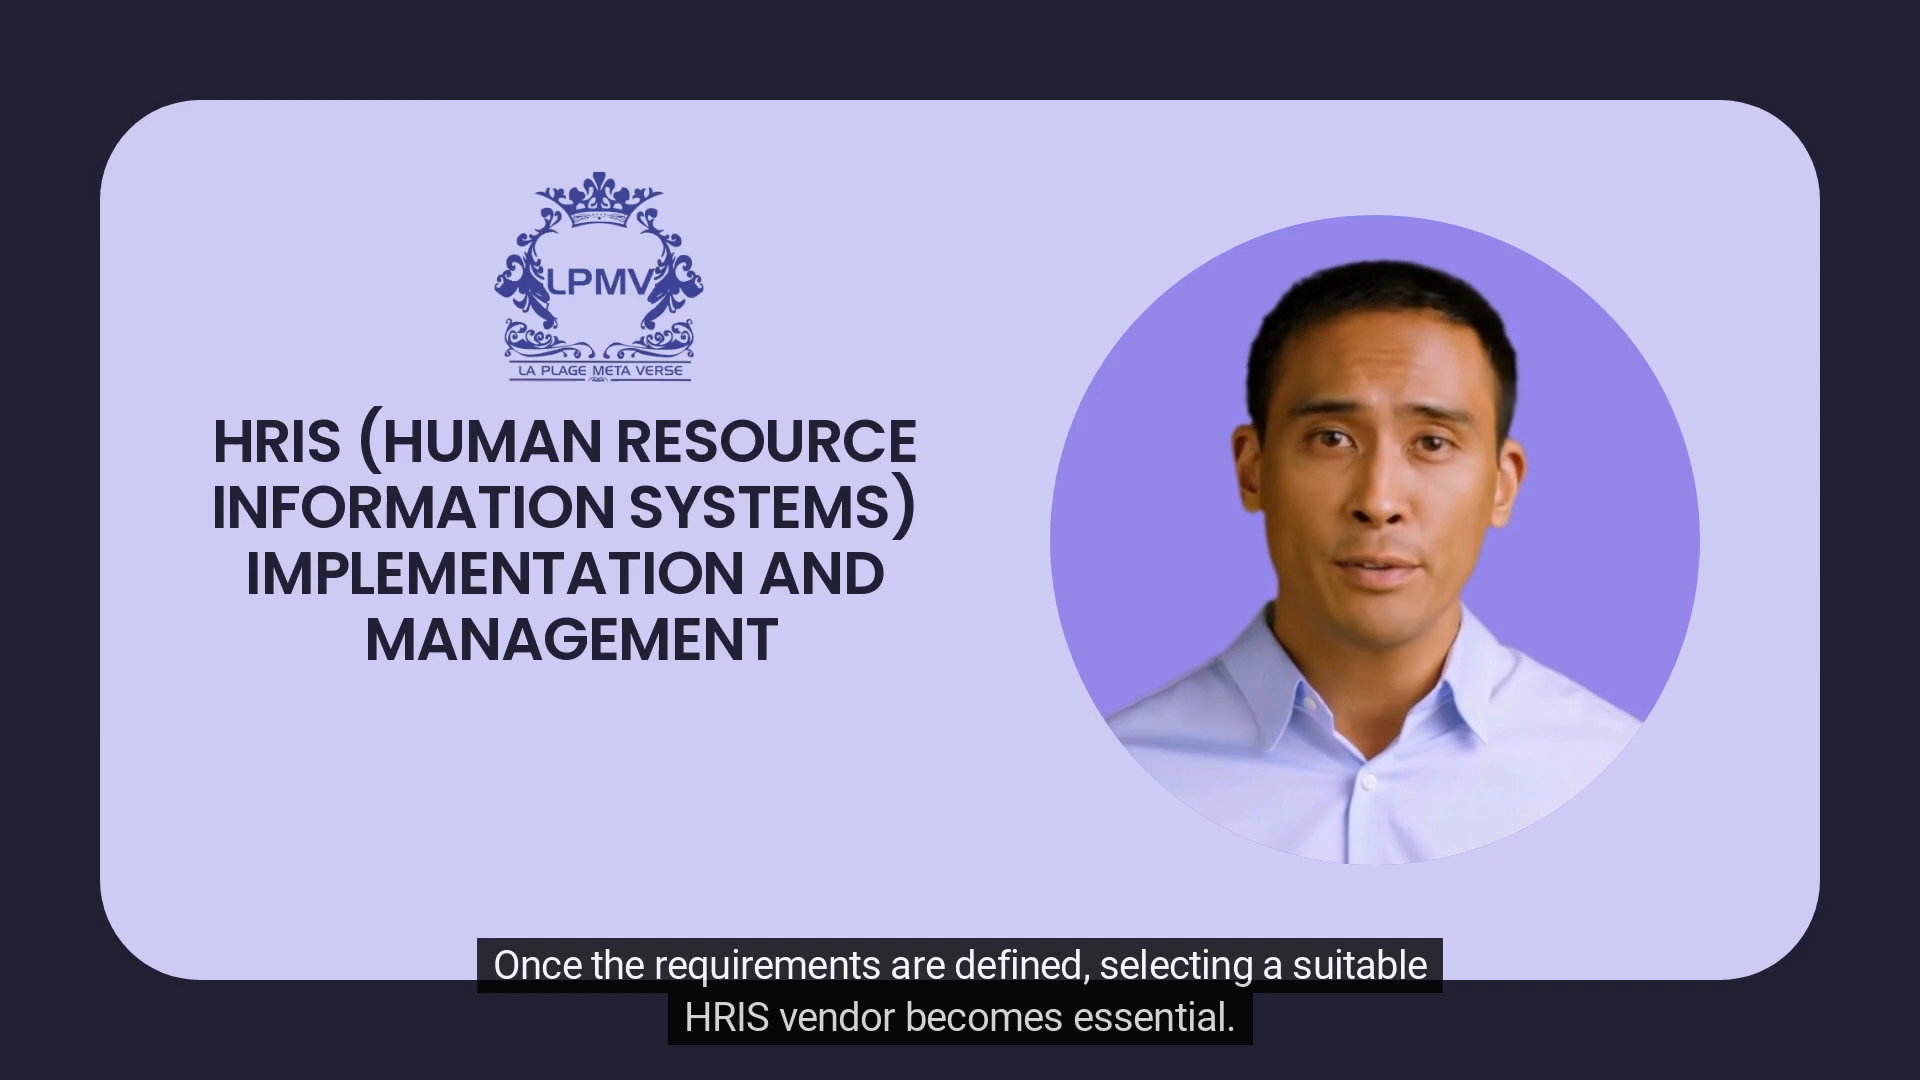 LPMV
LA PLAGE META VERSE
HRIS (HUMAN RESOURCE
INFORMATION SYSTEMS)
IMPLEMENTATION AND
MANAGEMENT
Once the requirements are defined, selecting a suitable
HRIS vendor becomes essential.